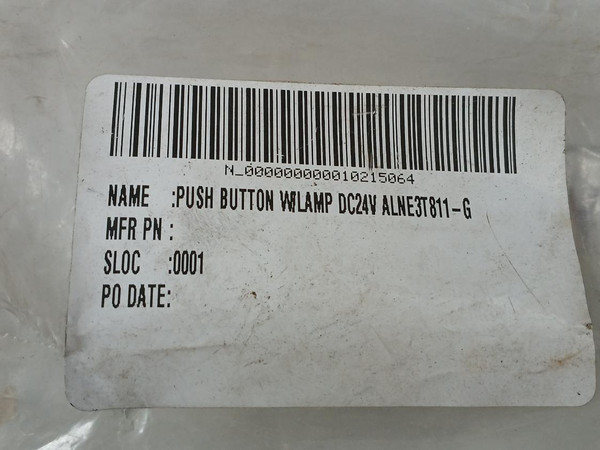 N_000000000010215064
NAME :PUSH BUTTON W/LAMP DC24V ALNE3T811-G
MFR PN :
SLOC :0001
PO DATE: